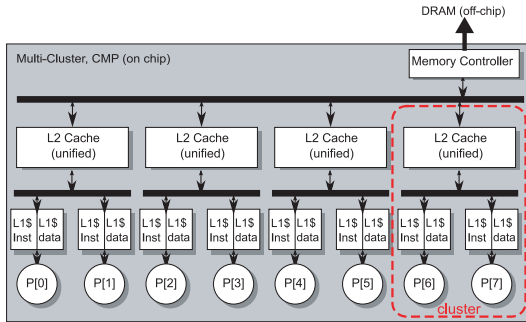 DRAM (off-chip)
Multi-Cluster, CMP (on chip)
Memory Controller
L2 Cache
(unified)
L2 Cache
(unified)
L2 Cache
(unified)
L2 Cache
(unified)
L1$ L1$ L1$ L1$ L1$ L1$ L1$ L1$ L1$ L1$ L1$ L1$ L1$ L1$ L1$ L1$
Inst data Inst data Inst data Inst data Inst data Inst data Inst data Inst data
P[0] P[1] P[2] P[3] P[4] P[5] P[6] P[7]
cluster